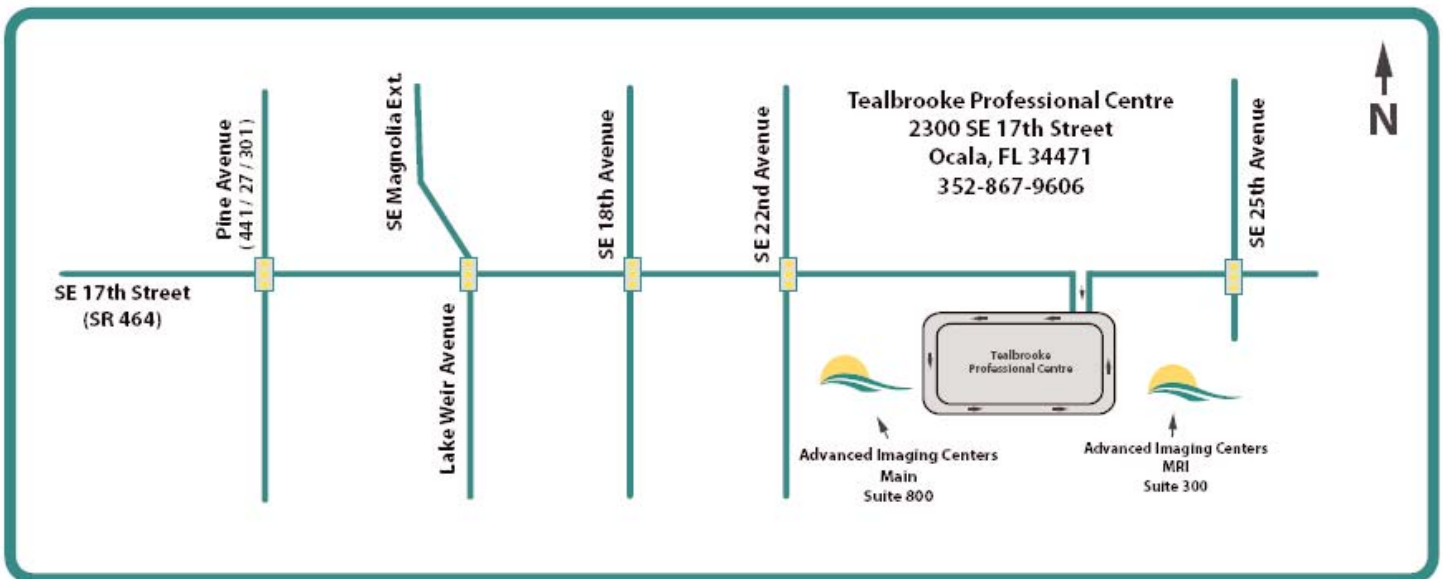 Pine Avenue
( 441 / 27 / 301 )
SE Magnolia Ext.
SE 18th Avenue
SE 22nd Avenue
Tealbrooke Professional Centre
2300 SE 17th Street
Ocala, FL 34471
352-867-9606
SE 25th Avenue
N
SE 17th Street
(SR 464)
Lake Weir Avenue
Tealbrooke
Professional Centre
Advanced Imaging Centers
Main
Suite 800
Advanced Imaging Centers
MRI
Suite 300